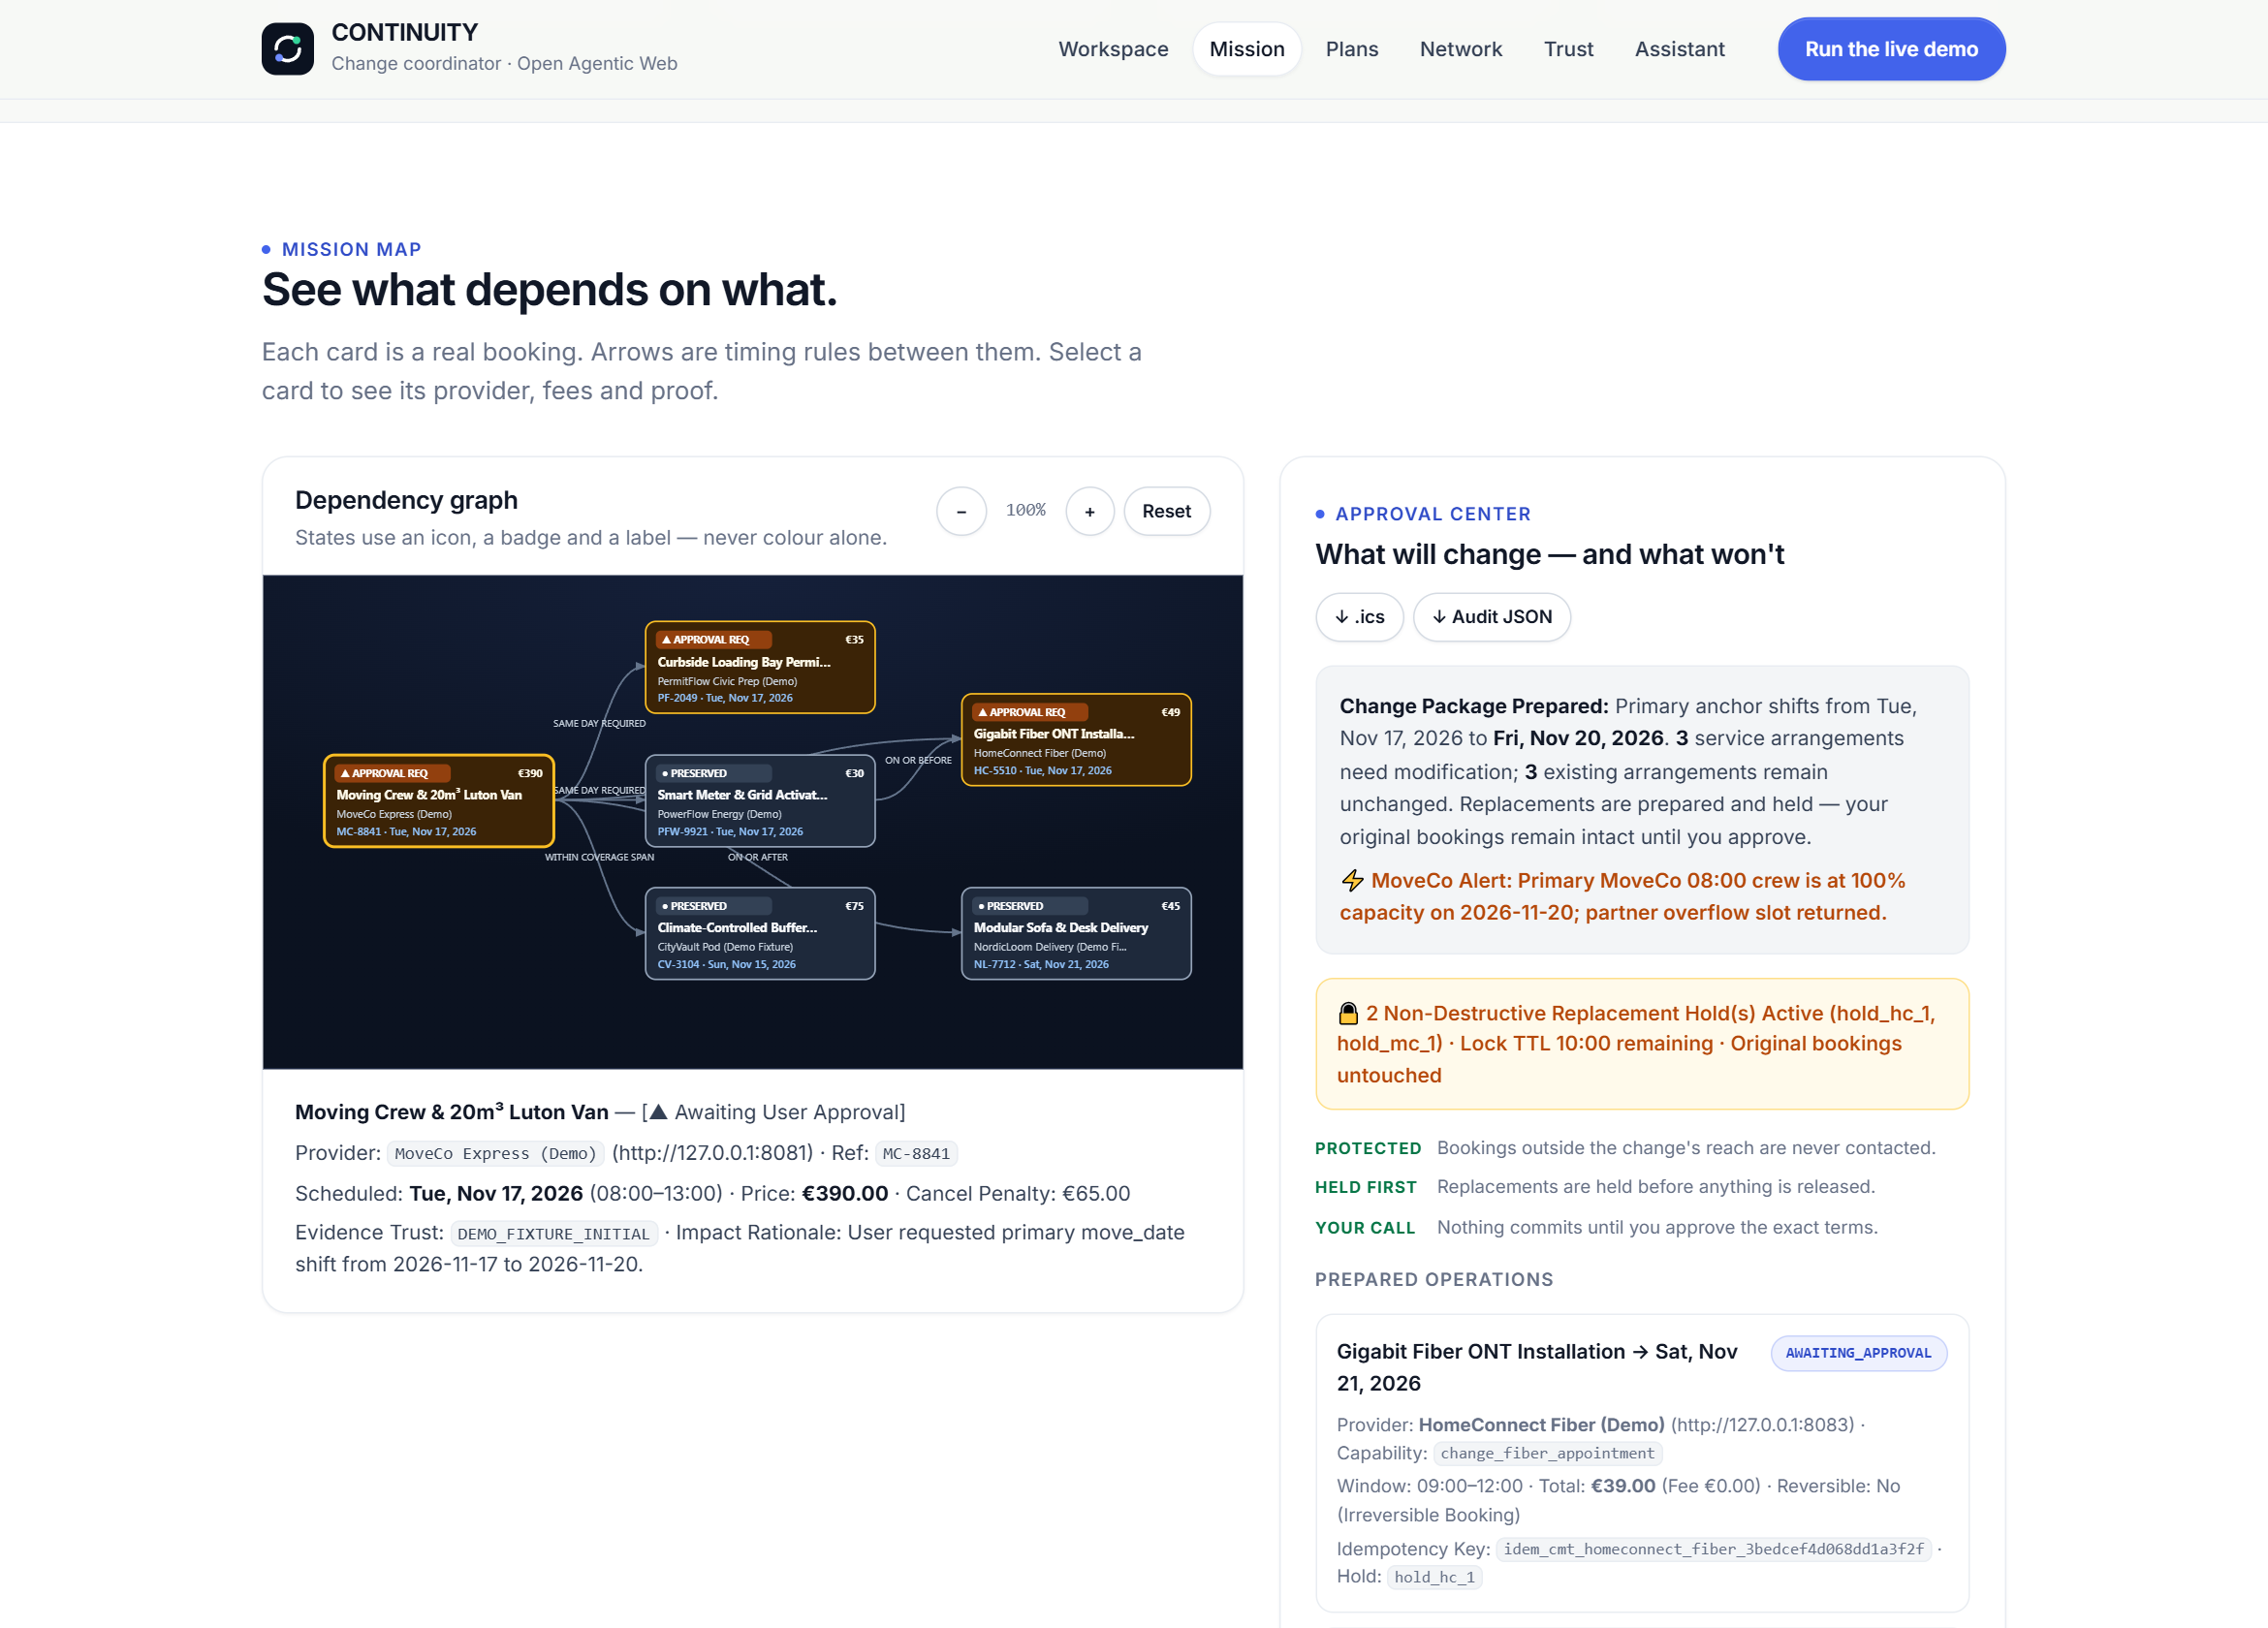 CONTINUITY
Change coordinator · Open Agentic Web
Workspace
Mission
Plans
Network
Trust
Assistant
Run the live demo
MISSION MAP
See what depends on what.
Each card is a real booking. Arrows are timing rules between them. Select a
card to see its provider, fees and proof.
Dependency graph
States use an icon, a badge and a label — never colour alone.
−
100%
+
Reset
▲ APPROVAL REQ €35
Curbside Loading Bay Permi...
PermitFlow Civic Prep (Demo)
PF-2049 · Tue, Nov 17, 2026
SAME DAY REQUIRED
▲ APPROVAL REQ €49
Gigabit Fiber ONT Installa...
HomeConnect Fiber (Demo)
HC-5510 · Tue, Nov 17, 2026
ON OR BEFORE
▲ APPROVAL REQ €390
Moving Crew & 20m³ Luton Van
MoveCo Express (Demo)
MC-8841 · Tue, Nov 17, 2026
SAME DAY REQUIRED
● PRESERVED €30
Smart Meter & Grid Activat...
PowerFlow Energy (Demo)
PFW-9921 · Tue, Nov 17, 2026
WITHIN COVERAGE SPAN
ON OR AFTER
● PRESERVED €75
Climate-Controlled Buffer...
CityVault Pod (Demo Fixture)
CV-3104 · Sun, Nov 15, 2026
● PRESERVED €45
Modular Sofa & Desk Delivery
NordicLoom Delivery (Demo Fi...
NL-7712 · Sat, Nov 21, 2026
Moving Crew & 20m³ Luton Van — [▲ Awaiting User Approval]
Provider: MoveCo Express (Demo) (http://127.0.0.1:8081) · Ref: MC-8841
Scheduled: Tue, Nov 17, 2026 (08:00–13:00) · Price: €390.00 · Cancel Penalty: €65.00
Evidence Trust: DEMO_FIXTURE_INITIAL · Impact Rationale: User requested primary move_date
shift from 2026-11-17 to 2026-11-20.
APPROVAL CENTER
What will change — and what won't
↓ .ics
↓ Audit JSON
Change Package Prepared: Primary anchor shifts from Tue,
Nov 17, 2026 to Fri, Nov 20, 2026. 3 service arrangements
need modification; 3 existing arrangements remain
unchanged. Replacements are prepared and held — your
original bookings remain intact until you approve.
⚡ MoveCo Alert: Primary MoveCo 08:00 crew is at 100%
capacity on 2026-11-20; partner overflow slot returned.
🔒 2 Non-Destructive Replacement Hold(s) Active (hold_hc_1,
hold_mc_1) · Lock TTL 10:00 remaining · Original bookings
untouched
PROTECTED Bookings outside the change's reach are never contacted.
HELD FIRST Replacements are held before anything is released.
YOUR CALL Nothing commits until you approve the exact terms.
PREPARED OPERATIONS
Gigabit Fiber ONT Installation → Sat, Nov
21, 2026
AWAITING_APPROVAL
Provider: HomeConnect Fiber (Demo) (http://127.0.0.1:8083) ·
Capability: change_fiber_appointment
Window: 09:00–12:00 · Total: €39.00 (Fee €0.00) · Reversible: No
(Irreversible Booking)
Idempotency Key: idem_cmt_homeconnect_fiber_3bedcef4d068dd1a3f2f ·
Hold: hold_hc_1